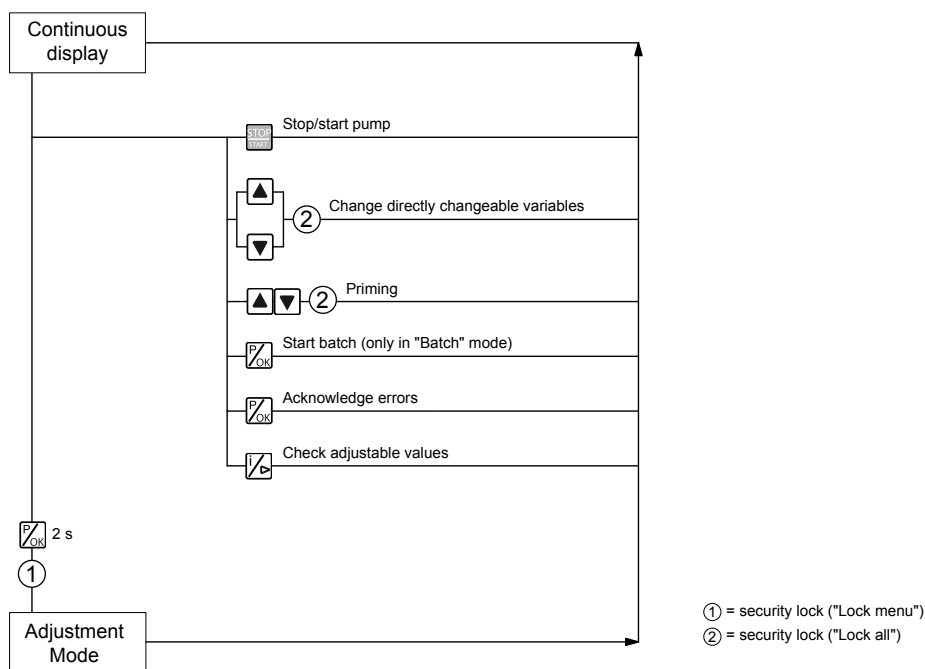 Continuous
display
STOP
START
Stop/start pump
2
Change directly changeable variables
2
Priming
P/OK
Start batch (only in "Batch" mode)
P/OK
Acknowledge errors
i/
Check adjustable values
P/OK 2 s
1
Adjustment
Mode
1 = security lock ("Lock menu")
2 = security lock ("Lock all")